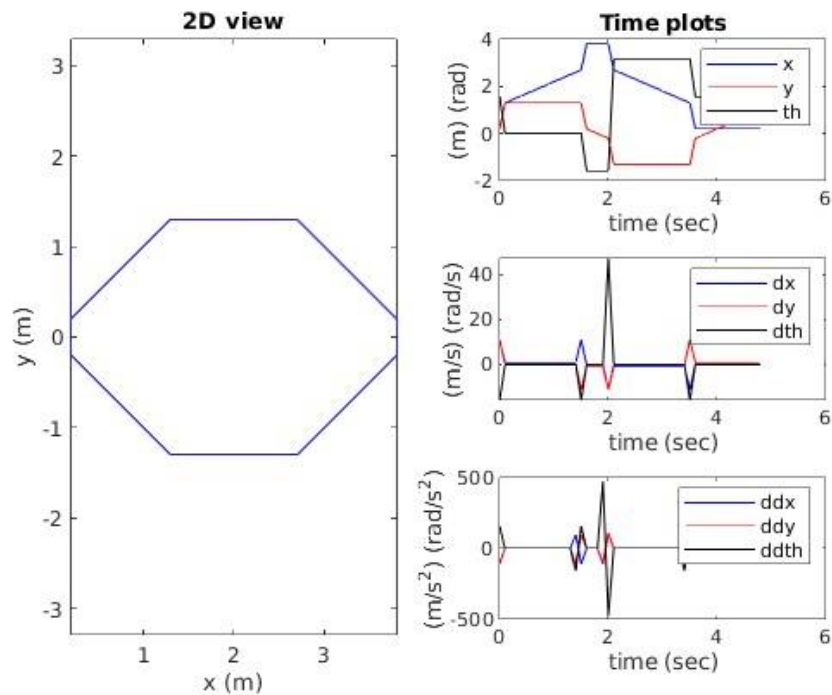 2D view
3
2
1
0
-1
-2
-3
y (m)
1
2
3
x (m)
Time plots
4
2
0
-2
(m) (rad)
x
y
th
0
2
4
6
time (sec)
40
20
0
(m/s) (rad/s)
dx
dy
dth
0
2
4
6
time (sec)
500
0
-500
(m/s²) (rad/s²)
ddx
ddy
ddth
0
2
4
6
time (sec)